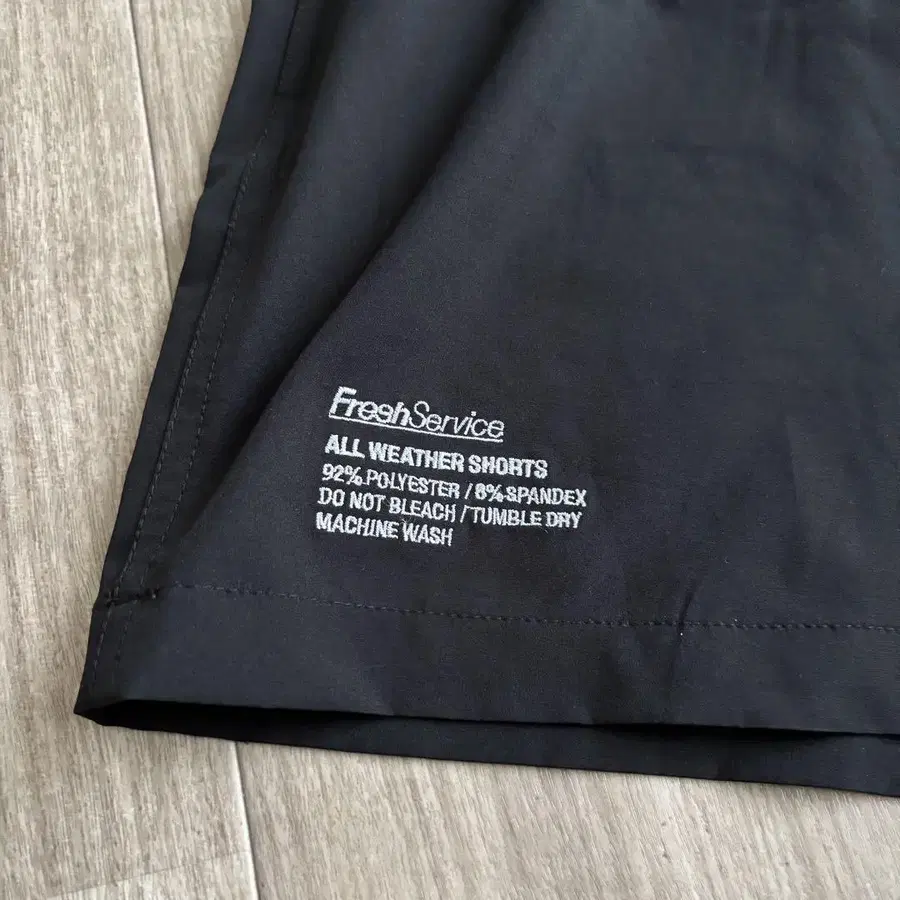 FreshService
ALL WEATHER SHORTS
92% POLYESTER / 8% SPANDEX
DO NOT BLEACH / TUMBLE DRY
MACHINE WASH